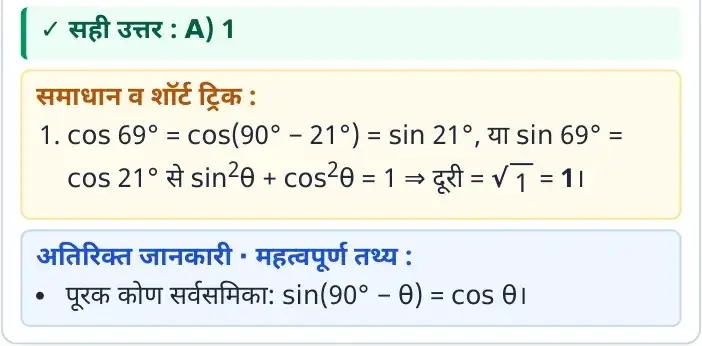 ✓ सही उत्तर : A) 1
समाधान व शॉर्ट ट्रिक :
1. cos 69° = cos(90° − 21°) = sin 21°, या sin 69° =
cos 21° से sin²θ + cos²θ = 1 ⇒ दूरी = √1 = 1।
अतिरिक्त जानकारी · महत्वपूर्ण तथ्य :
• पूरक कोण सर्वसमिका: sin(90° − θ) = cos θ।